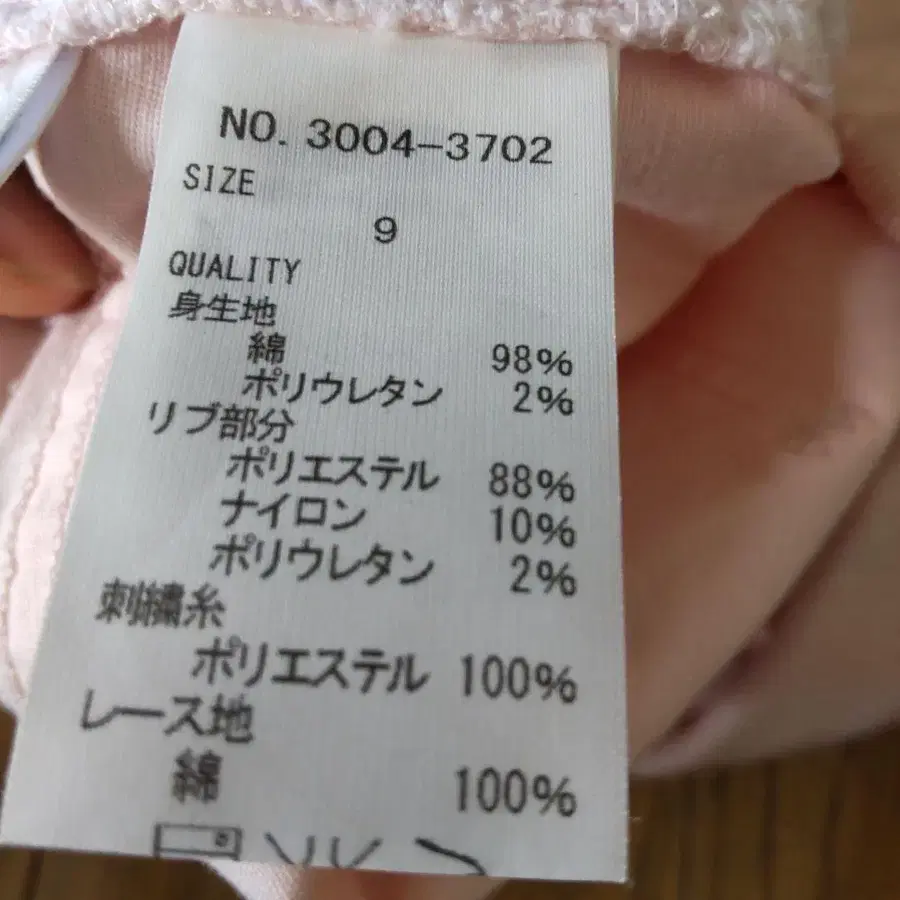 NO. 3004-3702
SIZE
9
QUALITY
身生地
綿 98%
ポリウレタン 2%
リブ部分
ポリエステル 88%
ナイロン 10%
ポリウレタン 2%
刺繍糸
ポリエステル 100%
レース地
綿 100%